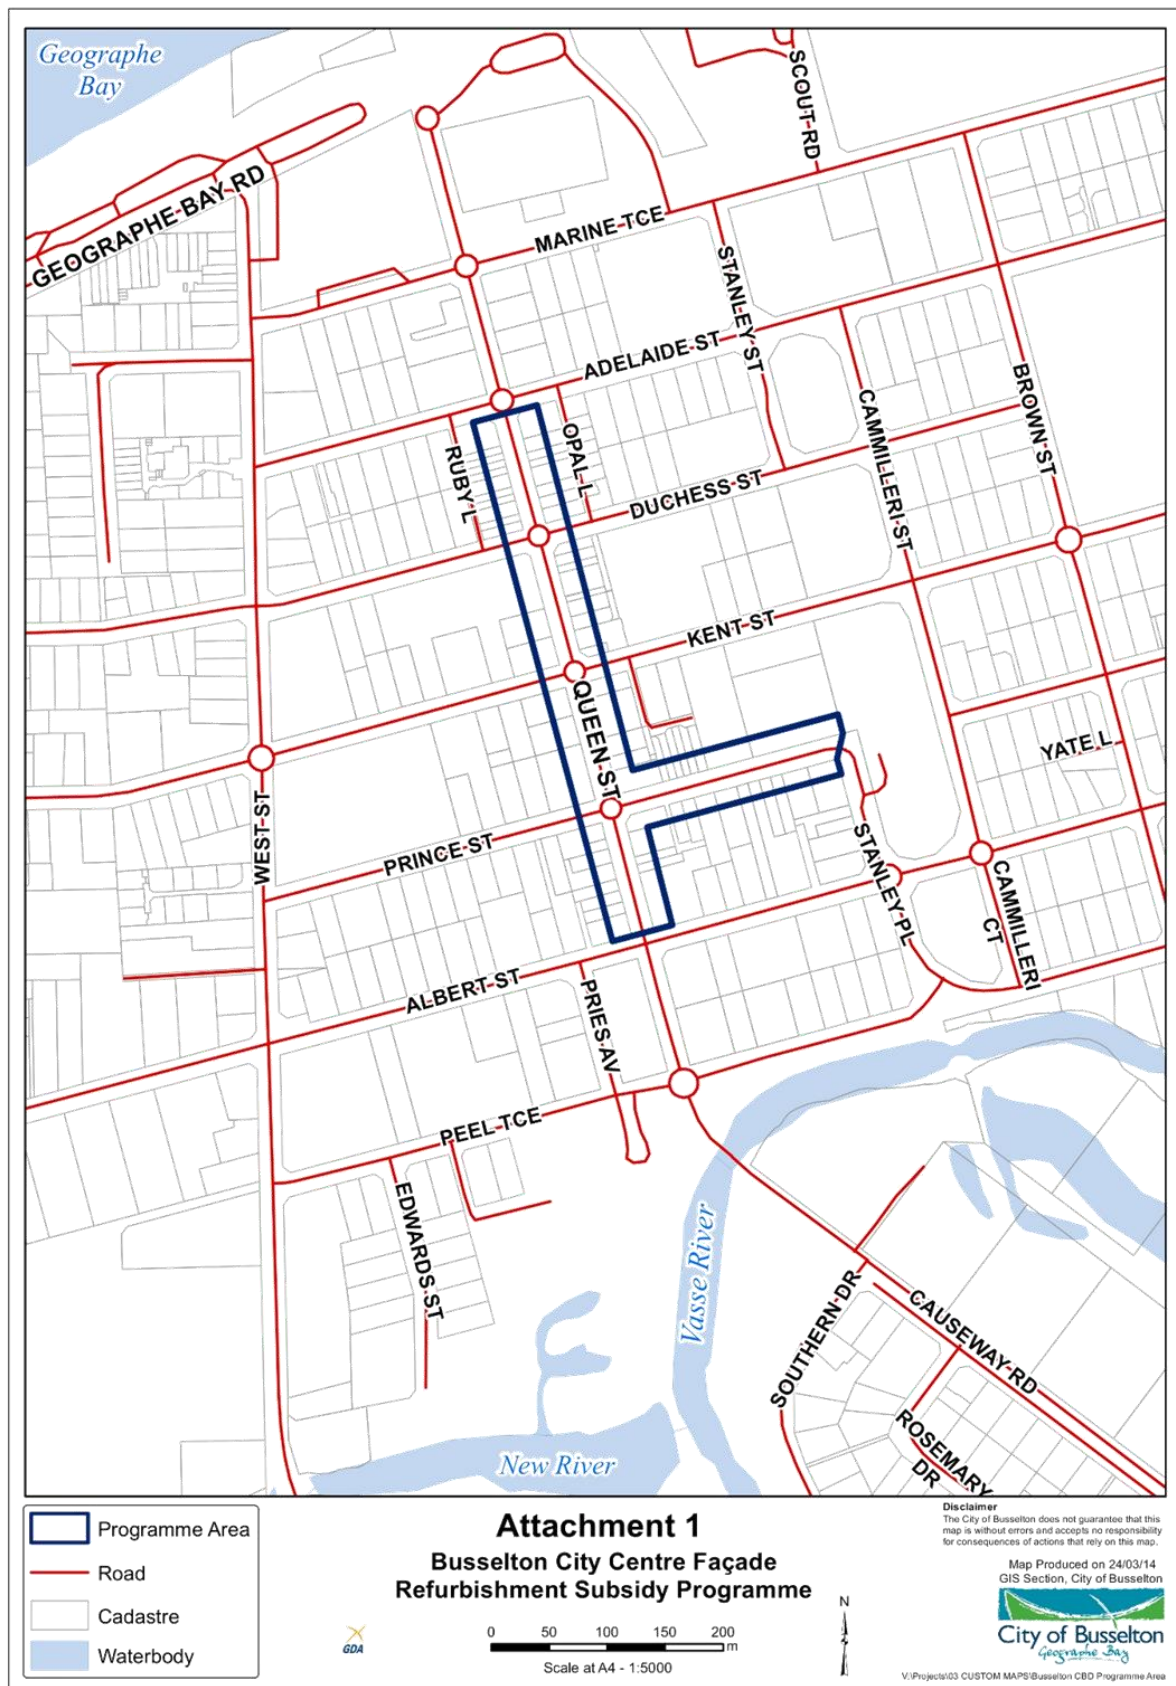 Geographe
Bay
SCOUT RD
GEOGRAPHE BAY RD
MARINE TCE
STANLEY ST
ADELAIDE ST
BROWN ST
CAMMILLERI ST
OPAL L
RUBY L
DUCHESS ST
KENT ST
QUEEN ST
YATE L
WEST ST
PRINCE ST
STANLEY PL
CAMMILLERI
CT
ALBERT ST
PRIES AV
PEEL TCE
EDWARDS ST
Vasse River
SOUTHERN DR
CAUSEWAY RD
ROSEMARY
DR
New River
Programme Area
Road
Cadastre
Waterbody
Attachment 1
Busselton City Centre Façade
Refurbishment Subsidy Programme
GDA
0 50 100 150 200
m
Scale at A4 - 1:5000
N
Disclaimer
The City of Busselton does not guarantee that this
map is without errors and accepts no responsibility
for consequences of actions that rely on this map.
Map Produced on 24/03/14
GIS Section, City of Busselton
City of Busselton
Geographe Bay
V:\Projects\03 CUSTOM MAPS\Busselton CBD Programme Area